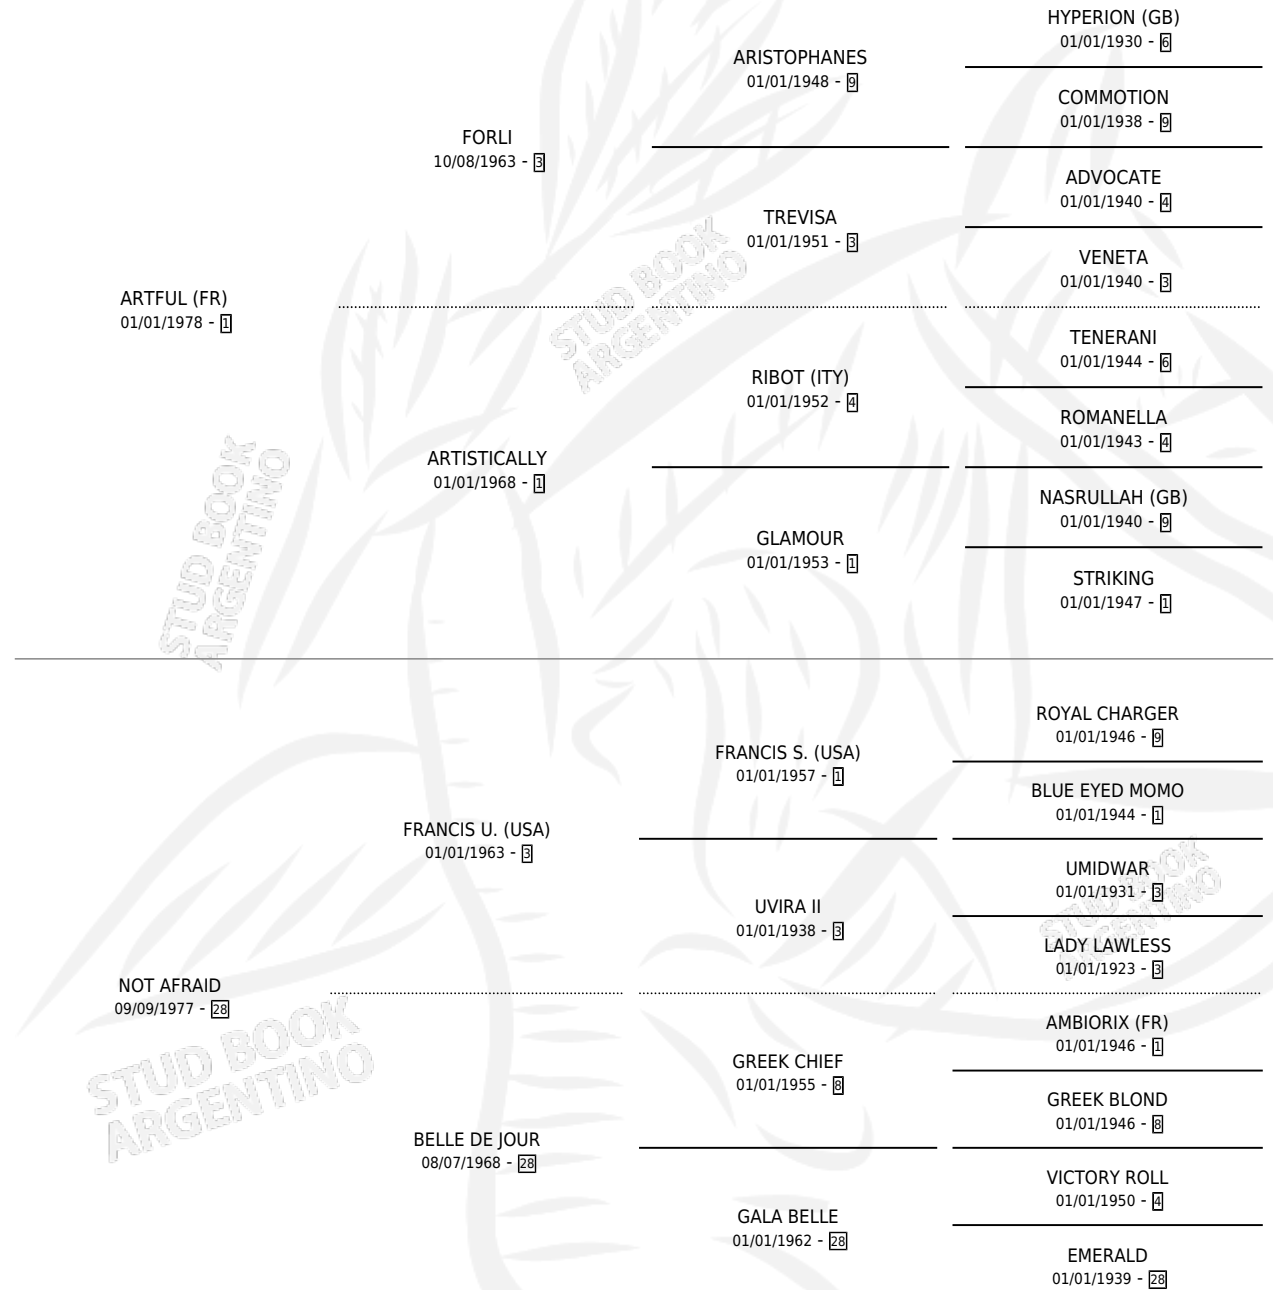 HYPERION (GB)
01/01/1930 - 6
ARISTOPHANES
01/01/1948 - 9
COMMOTION
01/01/1938 - 9
FORLI
10/08/1963 - 3
ADVOCATE
01/01/1940 - 4
TREVISA
01/01/1951 - 3
VENETA
01/01/1940 - 3
ARTFUL (FR)
01/01/1978 - 1
TENERANI
01/01/1944 - 6
RIBOT (ITY)
01/01/1952 - 4
ROMANELLA
01/01/1943 - 4
ARTISTICALLY
01/01/1968 - 1
NASRULLAH (GB)
01/01/1940 - 9
GLAMOUR
01/01/1953 - 1
STRIKING
01/01/1947 - 1
ROYAL CHARGER
01/01/1946 - 9
FRANCIS S. (USA)
01/01/1957 - 1
BLUE EYED MOMO
01/01/1944 - 1
FRANCIS U. (USA)
01/01/1963 - 3
UMIDWAR
01/01/1931 - 3
UVIRA II
01/01/1938 - 3
LADY LAWLESS
01/01/1923 - 3
NOT AFRAID
09/09/1977 - 28
AMBIORIX (FR)
01/01/1946 - 1
GREEK CHIEF
01/01/1955 - 8
GREEK BLOND
01/01/1946 - 8
BELLE DE JOUR
08/07/1968 - 28
VICTORY ROLL
01/01/1950 - 4
GALA BELLE
01/01/1962 - 28
EMERALD
01/01/1939 - 28
STUD BOOK
ARGENTINO
STUD BOOK
ARGENTINO
STUD BOOK
ARGENTINO
STUD BOOK
ARGENTINO